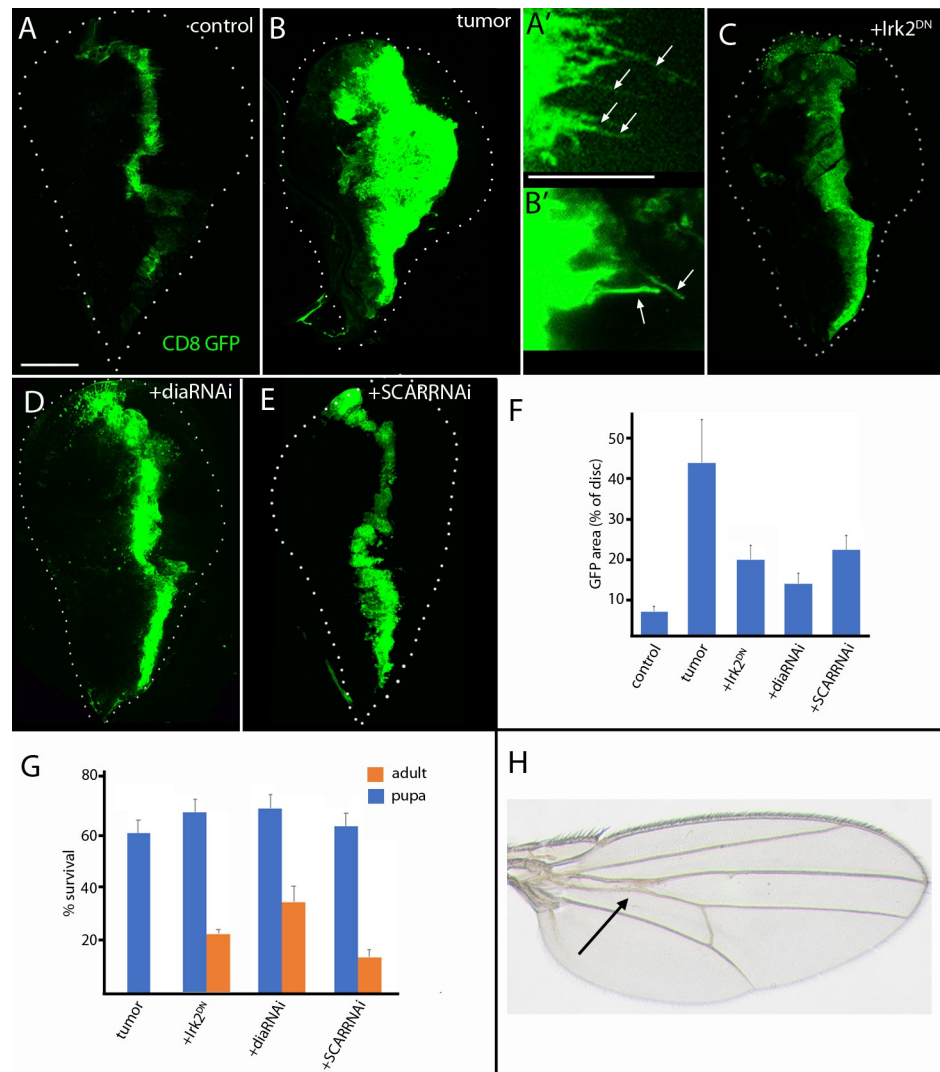 A
control
B
tumor
A′
C
+Irk2DN
B′
CD8 GFP
D
+diaRNAi
E
+SCARRNAi
F
GFP area (% of disc)
50
40
30
20
10
control
tumor
+Irk2DN
+diaRNAi
+SCARRNAi
G
% survival
80
60
40
20
adult
pupa
tumor
+Irk2DN
+diaRNAi
+SCARRNAi
H